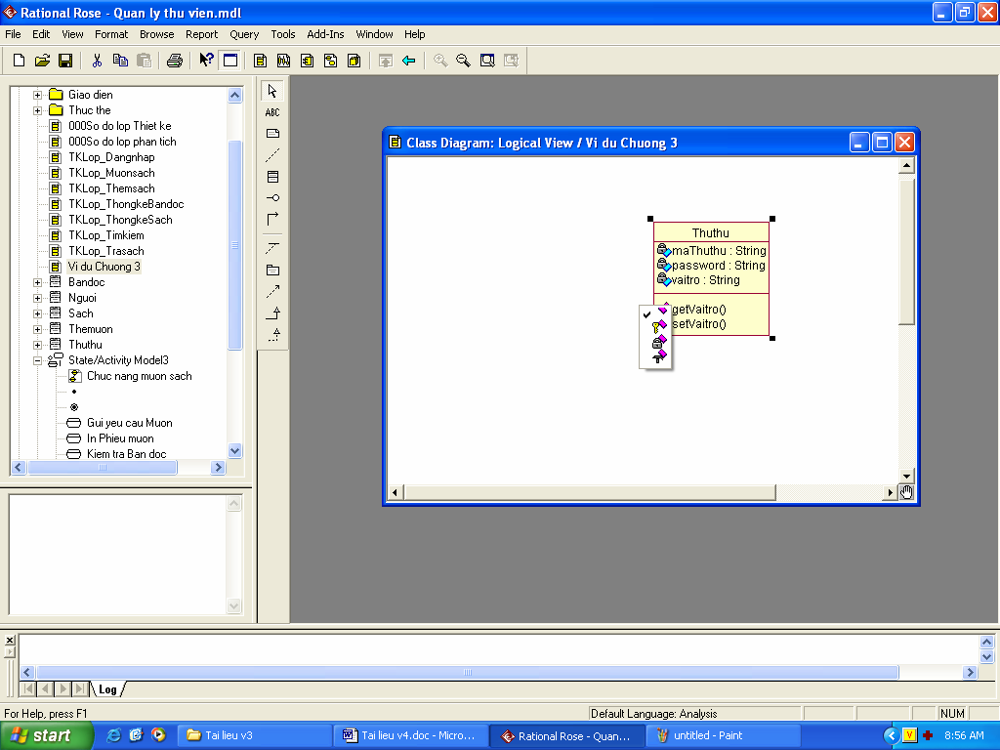 Rational Rose - Quan ly thu vien.mdl
File Edit View Format Browse Report Query Tools Add-Ins Window Help
ABC
Giao dien
Thuc the
000So do lop Thiet ke
000So do lop phan tich
TKLop_Dangnhap
TKLop_Muonsach
TKLop_Themsach
TKLop_ThongkeBandoc
TKLop_ThongkeSach
TKLop_Timkiem
TKLop_Trasach
Vi du Chuong 3
Bandoc
Nguoi
Sach
Themuon
Thuthu
State/Activity Model3
Chuc nang muon sach
Gui yeu cau Muon
In Phieu muon
Kiem tra Ban doc
Class Diagram: Logical View / Vi du Chuong 3
Thuthu
maThuthu : String
password : String
vaitro : String
getVaitro()
setVaitro()
Log
For Help, press F1
Default Language: Analysis
NUM
start
Tai lieu v3
Tai lieu v4.doc - Micro...
Rational Rose - Quan...
untitled - Paint
V
8:56 AM